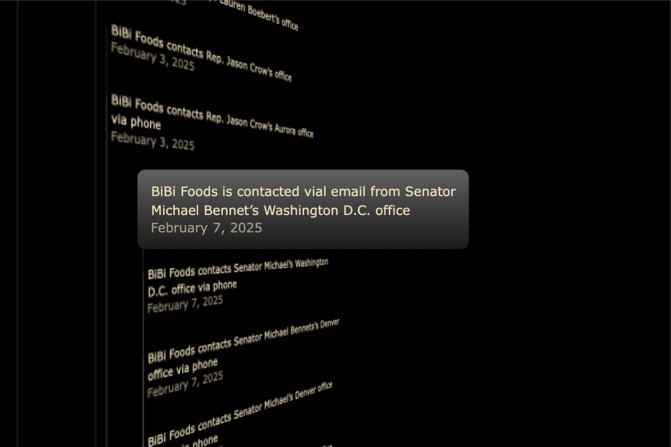 Lauren Boebert's office
BiBi Foods contacts Rep. Jason Crow's office
February 3, 2025
BiBi Foods contacts Rep. Jason Crow's Aurora office
via phone
February 3, 2025
BiBi Foods is contacted vial email from Senator
Michael Bennet's Washington D.C. office
February 7, 2025
BiBi Foods contacts Senator Michael's Washington
D.C. office via phone
February 7, 2025
BiBi Foods contacts Senator Michael Bennets's Denver
office via phone
February 7, 2025
BiBi Foods contacts Senator Michael's Denver office
phone